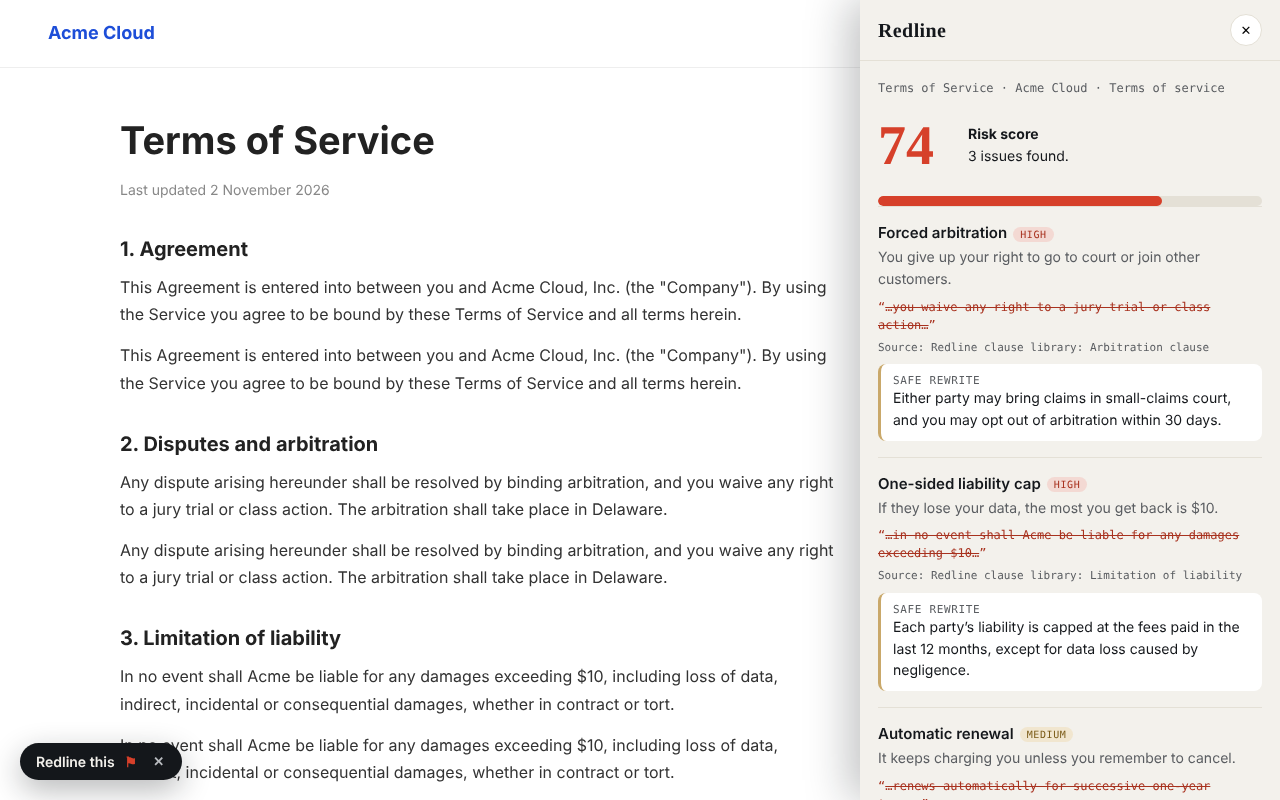 Acme Cloud
Terms of Service
Last updated 2 November 2026
1. Agreement
This Agreement is entered into between you and Acme Cloud, Inc. (the "Company"). By using
the Service you agree to be bound by these Terms of Service and all terms herein.
This Agreement is entered into between you and Acme Cloud, Inc. (the "Company"). By using
the Service you agree to be bound by these Terms of Service and all terms herein.
2. Disputes and arbitration
Any dispute arising hereunder shall be resolved by binding arbitration, and you waive any right
to a jury trial or class action. The arbitration shall take place in Delaware.
Any dispute arising hereunder shall be resolved by binding arbitration, and you waive any right
to a jury trial or class action. The arbitration shall take place in Delaware.
3. Limitation of liability
In no event shall Acme be liable for any damages exceeding $10, including loss of data,
indirect, incidental or consequential damages, whether in contract or tort.
In no event shall Acme be liable for any damages exceeding $10, including loss of data,
incidental or consequential damages, whether in contract or tort.
Redline this
Redline
Terms of Service · Acme Cloud · Terms of service
74
Risk score
3 issues found.
Forced arbitration HIGH
You give up your right to go to court or join other
customers.
“…you waive any right to a jury trial or class
action…”
Source: Redline clause library: Arbitration clause
SAFE REWRITE
Either party may bring claims in small-claims court,
and you may opt out of arbitration within 30 days.
One-sided liability cap HIGH
If they lose your data, the most you get back is $10.
“…in no event shall Acme be liable for any damages
exceeding $10…”
Source: Redline clause library: Limitation of liability
SAFE REWRITE
Each party’s liability is capped at the fees paid in the
last 12 months, except for data loss caused by
negligence.
Automatic renewal MEDIUM
It keeps charging you unless you remember to cancel.
“…renews automatically for successive one-year